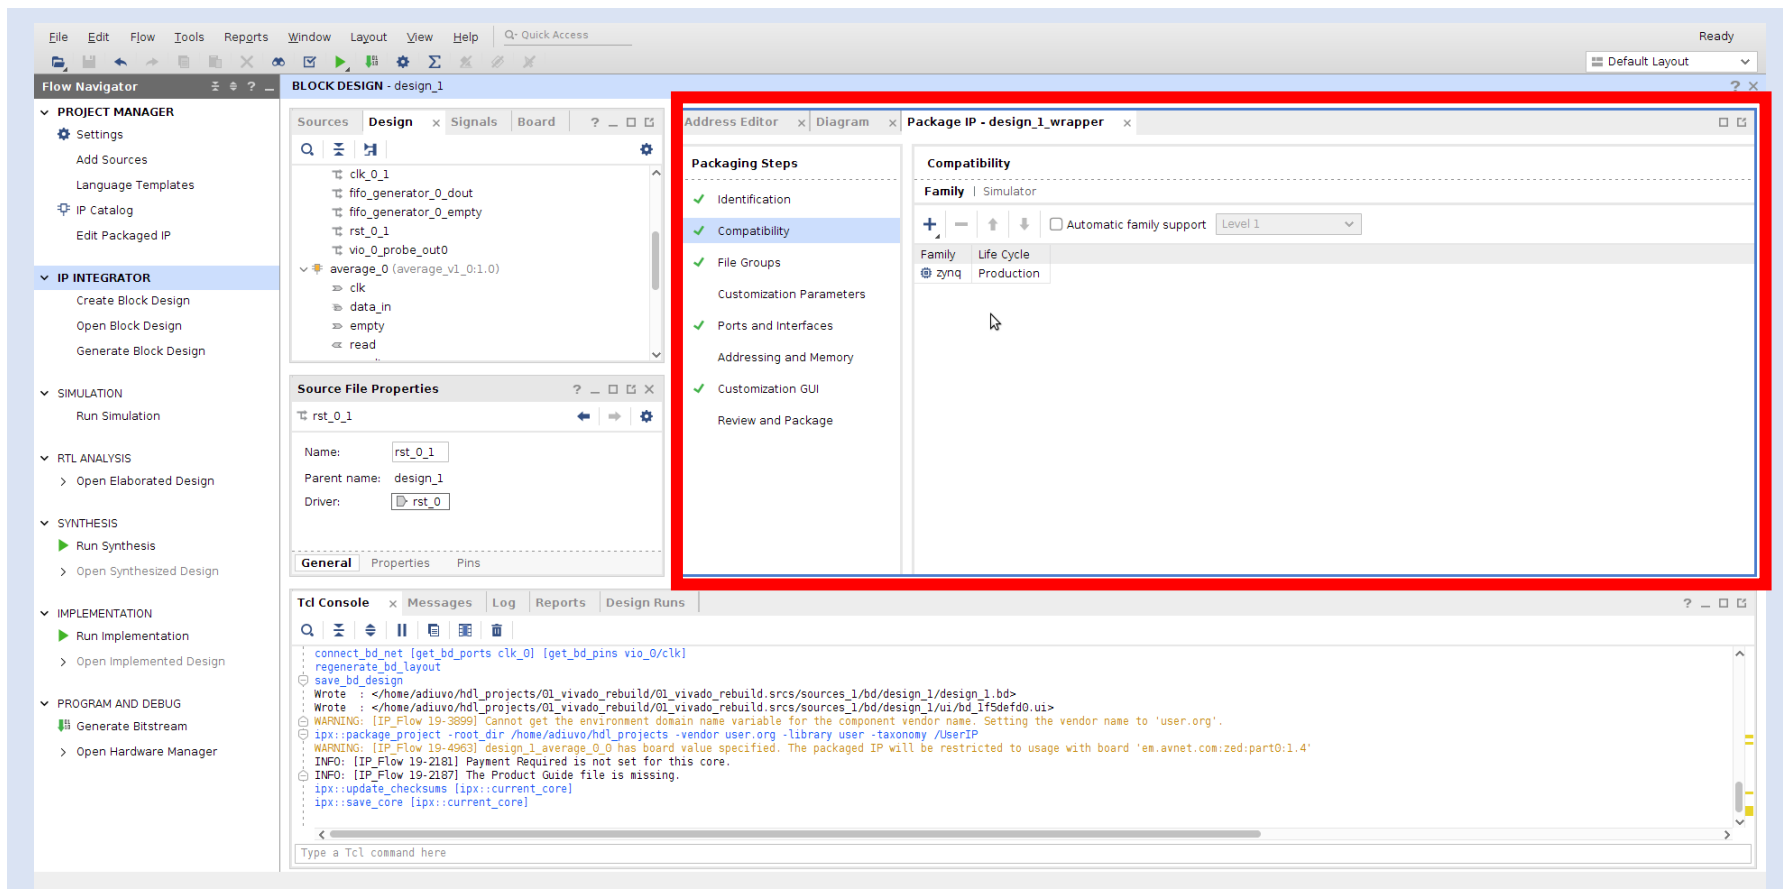 File Edit Flow Tools Reports Window Layout View Help Q- Quick Access Ready
Default Layout
Flow Navigator ? _
BLOCK DESIGN - design_1 ? ×
PROJECT MANAGER
Settings
Add Sources
Language Templates
IP Catalog
Edit Packaged IP
IP INTEGRATOR
Create Block Design
Open Block Design
Generate Block Design
SIMULATION
Run Simulation
RTL ANALYSIS
Open Elaborated Design
SYNTHESIS
Run Synthesis
Open Synthesized Design
IMPLEMENTATION
Run Implementation
Open Implemented Design
PROGRAM AND DEBUG
Generate Bitstream
Open Hardware Manager
Sources Design × Signals Board ? _
clk_0_1
fifo_generator_0_dout
fifo_generator_0_empty
rst_0_1
vio_0_probe_out0
average_0 (average_v1_0:1.0)
clk
data_in
empty
read
Source File Properties ? _ ×
rst_0_1
Name: rst_0_1
Parent name: design_1
Driver: rst_0
General Properties Pins
Address Editor × Diagram × Package IP - design_1_wrapper ×
Packaging Steps
Identification
Compatibility
File Groups
Customization Parameters
Ports and Interfaces
Addressing and Memory
Customization GUI
Review and Package
Compatibility
Family | Simulator
Automatic family support Level 1
Family Life Cycle
zynq Production
Tcl Console × Messages Log Reports Design Runs ? _
connect_bd_net [get_bd_ports clk_0] [get_bd_pins vio_0/clk]
regenerate_bd_layout
save_bd_design
Wrote : </home/adiuvo/hdl_projects/01_vivado_rebuild/01_vivado_rebuild.srcs/sources_1/bd/design_1/design_1.bd>
Wrote : </home/adiuvo/hdl_projects/01_vivado_rebuild/01_vivado_rebuild.srcs/sources_1/bd/design_1/ui/bd_1f5defd0.ui>
WARNING: [IP_Flow 19-3899] Cannot get the environment domain name variable for the component vendor name. Setting the vendor name to 'user.org'.
ipx::package_project -root_dir /home/adiuvo/hdl_projects -vendor user.org -library user -taxonomy /UserIP
WARNING: [IP_Flow 19-4963] design_1_average_0_0 has board value specified. The packaged IP will be restricted to usage with board 'em.avnet.com:zed:part0:1.4'
INFO: [IP_Flow 19-2181] Payment Required is not set for this core.
INFO: [IP_Flow 19-2187] The Product Guide file is missing.
ipx::update_checksums [ipx::current_core]
ipx::save_core [ipx::current_core]
Type a Tcl command here